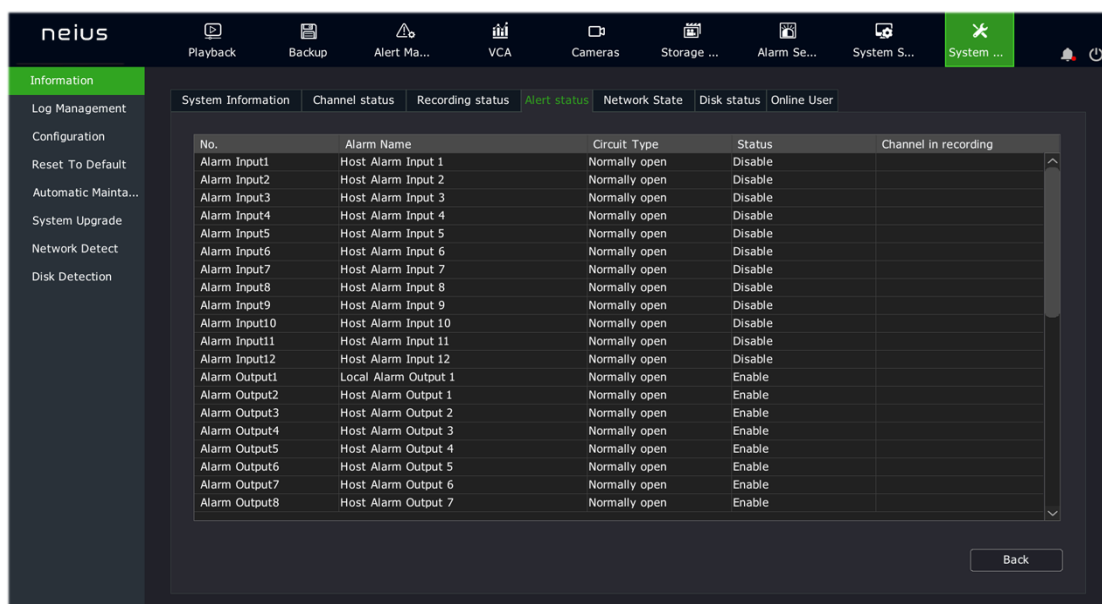 neius
Playback Backup Alert Ma... VCA Cameras Storage ... Alarm Se... System S... System ...
Information
Log Management
Configuration
Reset To Default
Automatic Mainta...
System Upgrade
Network Detect
Disk Detection
System Information Channel status Recording status Alert status Network State Disk status Online User
No. Alarm Name Circuit Type Status Channel in recording
Alarm Input1 Host Alarm Input 1 Normally open Disable
Alarm Input2 Host Alarm Input 2 Normally open Disable
Alarm Input3 Host Alarm Input 3 Normally open Disable
Alarm Input4 Host Alarm Input 4 Normally open Disable
Alarm Input5 Host Alarm Input 5 Normally open Disable
Alarm Input6 Host Alarm Input 6 Normally open Disable
Alarm Input7 Host Alarm Input 7 Normally open Disable
Alarm Input8 Host Alarm Input 8 Normally open Disable
Alarm Input9 Host Alarm Input 9 Normally open Disable
Alarm Input10 Host Alarm Input 10 Normally open Disable
Alarm Input11 Host Alarm Input 11 Normally open Disable
Alarm Input12 Host Alarm Input 12 Normally open Disable
Alarm Output1 Local Alarm Output 1 Normally open Enable
Alarm Output2 Host Alarm Output 1 Normally open Enable
Alarm Output3 Host Alarm Output 2 Normally open Enable
Alarm Output4 Host Alarm Output 3 Normally open Enable
Alarm Output5 Host Alarm Output 4 Normally open Enable
Alarm Output6 Host Alarm Output 5 Normally open Enable
Alarm Output7 Host Alarm Output 6 Normally open Enable
Alarm Output8 Host Alarm Output 7 Normally open Enable
Back